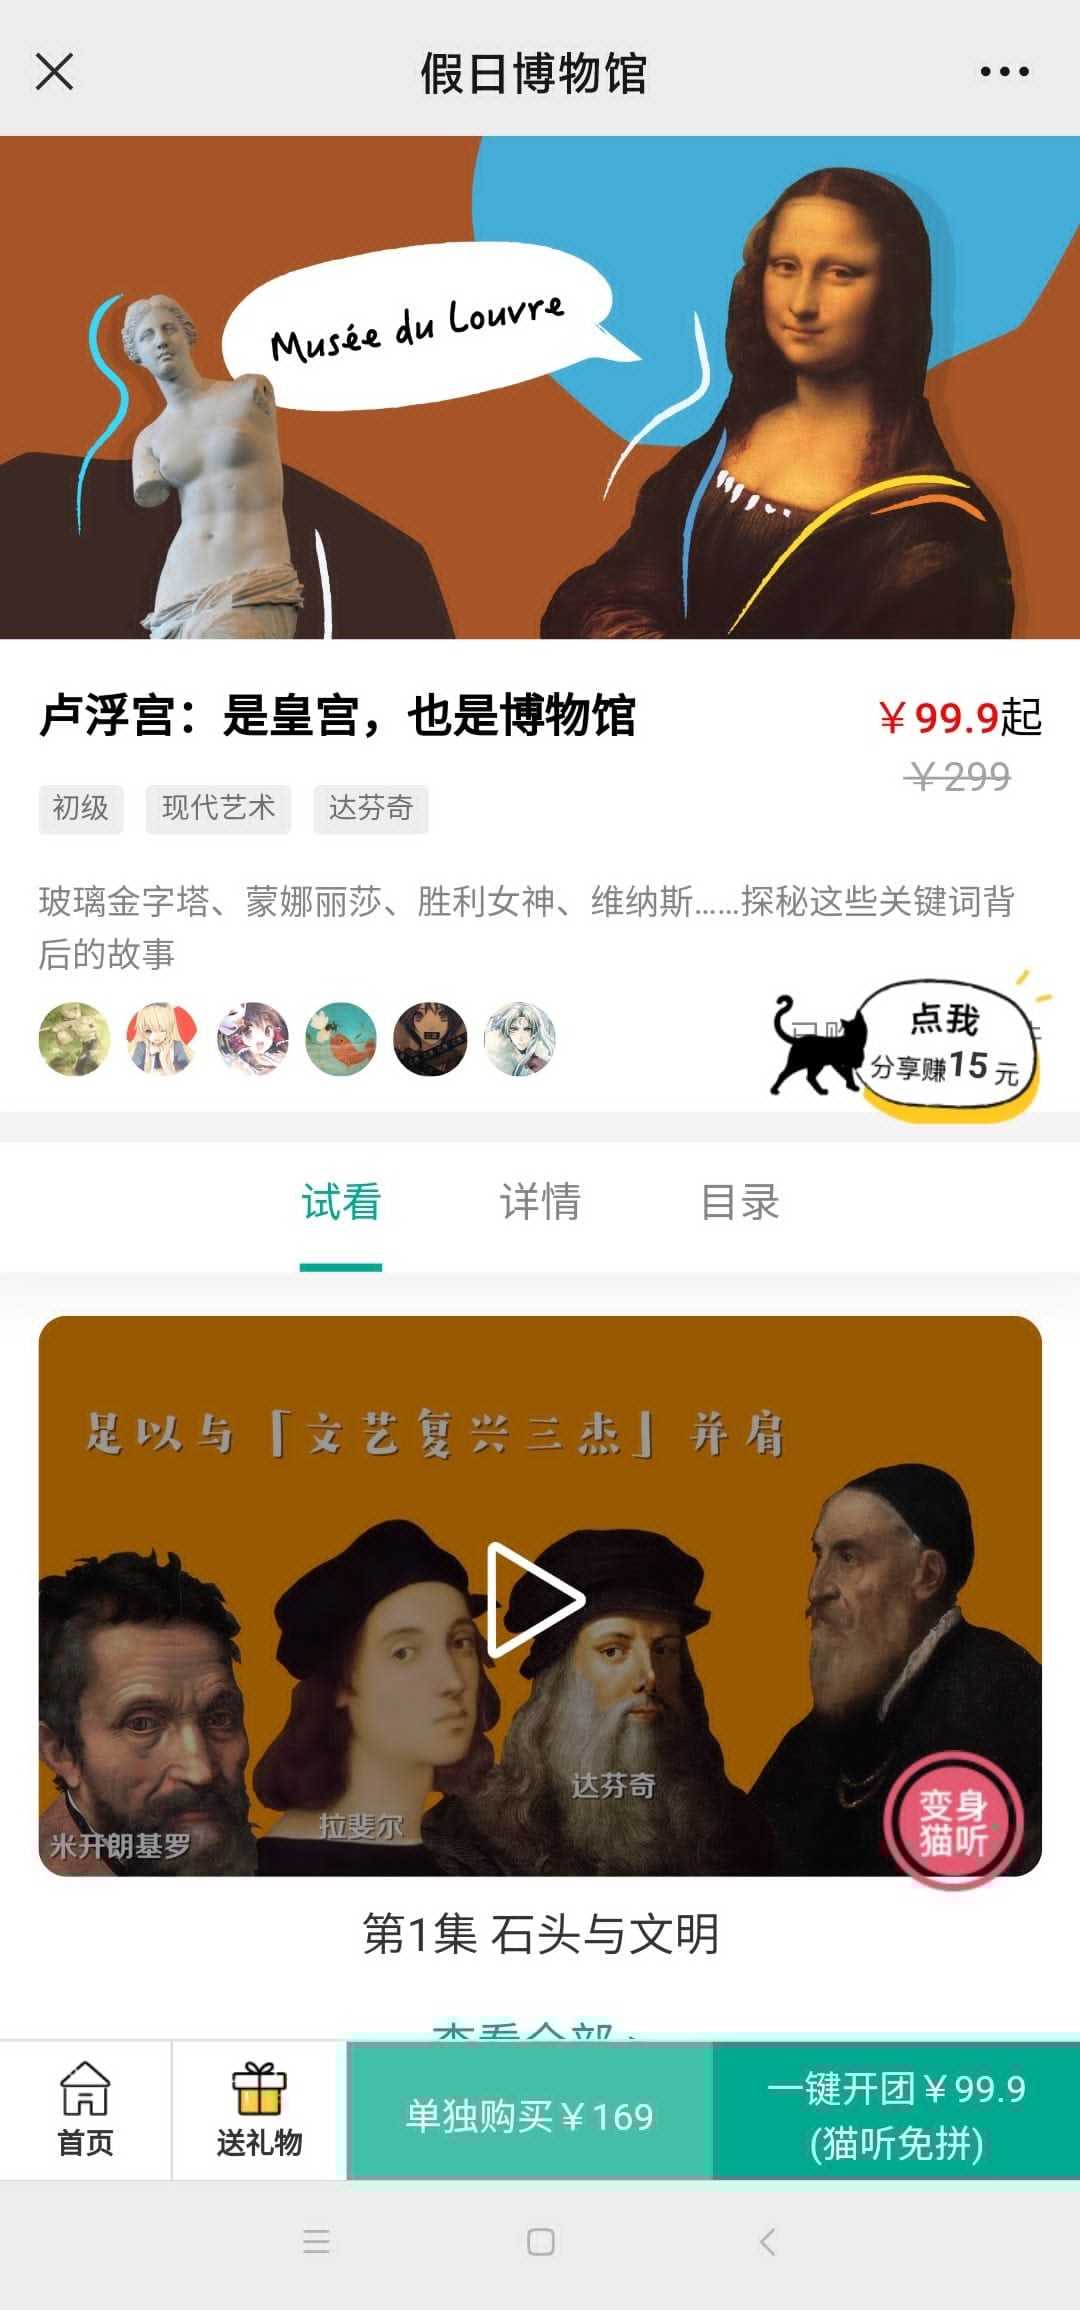 假日博物馆
Musée du Louvre
卢浮宫：是皇宫，也是博物馆
￥99.9起
￥299
初级 现代艺术 达芬奇
玻璃金字塔、蒙娜丽莎、胜利女神、维纳斯……探秘这些关键词背
后的故事
点我
分享赚15元
试看 详情 目录
足以与「文艺复兴三杰」并肩
达芬奇
拉斐尔
米开朗基罗
变身
猫听
第1集 石头与文明
查看全部
首页
送礼物
单独购买￥169
一键开团￥99.9
(猫听免拼)